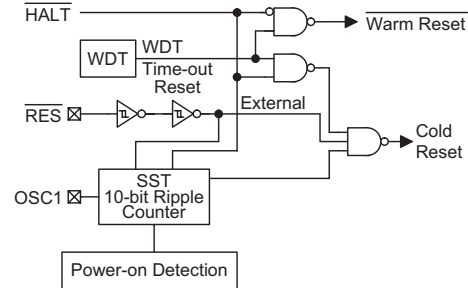 HALT
Warm Reset
WDT
WDT
Time-out
Reset
RES
External
Cold
Reset
OSC1
SST
10-bit Ripple
Counter
Power-on Detection